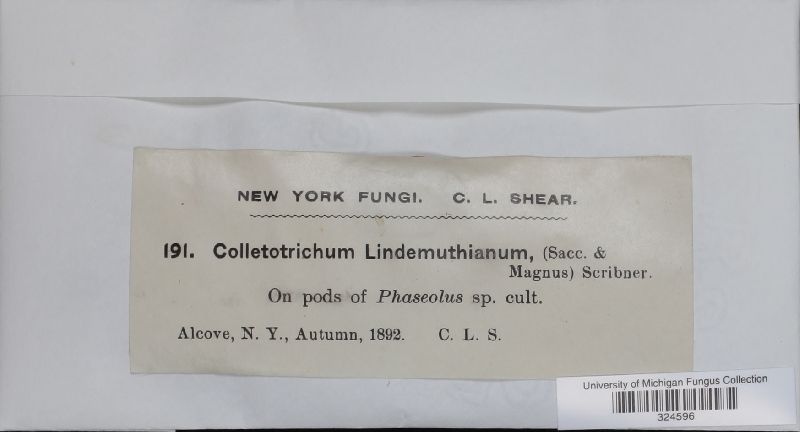 NEW YORK FUNGI. C. L. SHEAR.
191. Colletotrichum Lindemuthianum, (Sacc. &
Magnus) Scribner.
On pods of Phaseolus sp. cult.
Alcove, N. Y., Autumn, 1892. C. L. S.
University of Michigan Fungus Collection
324596